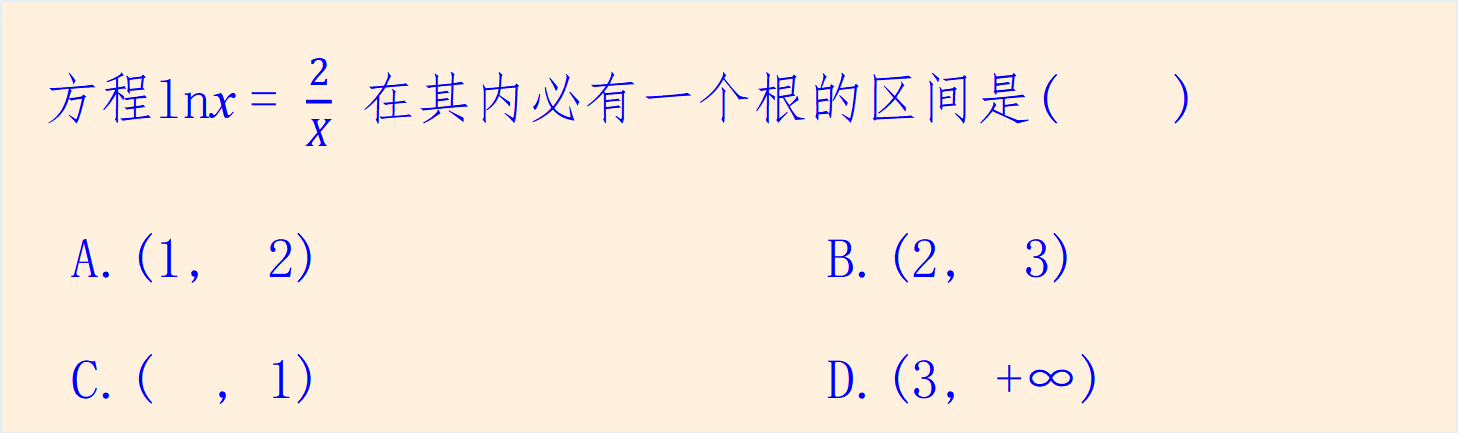 方程lnx = 2/X 在其内必有一个根的区间是( )
A.(1, 2) B.(2, 3)
C.( , 1) D.(3, +∞)